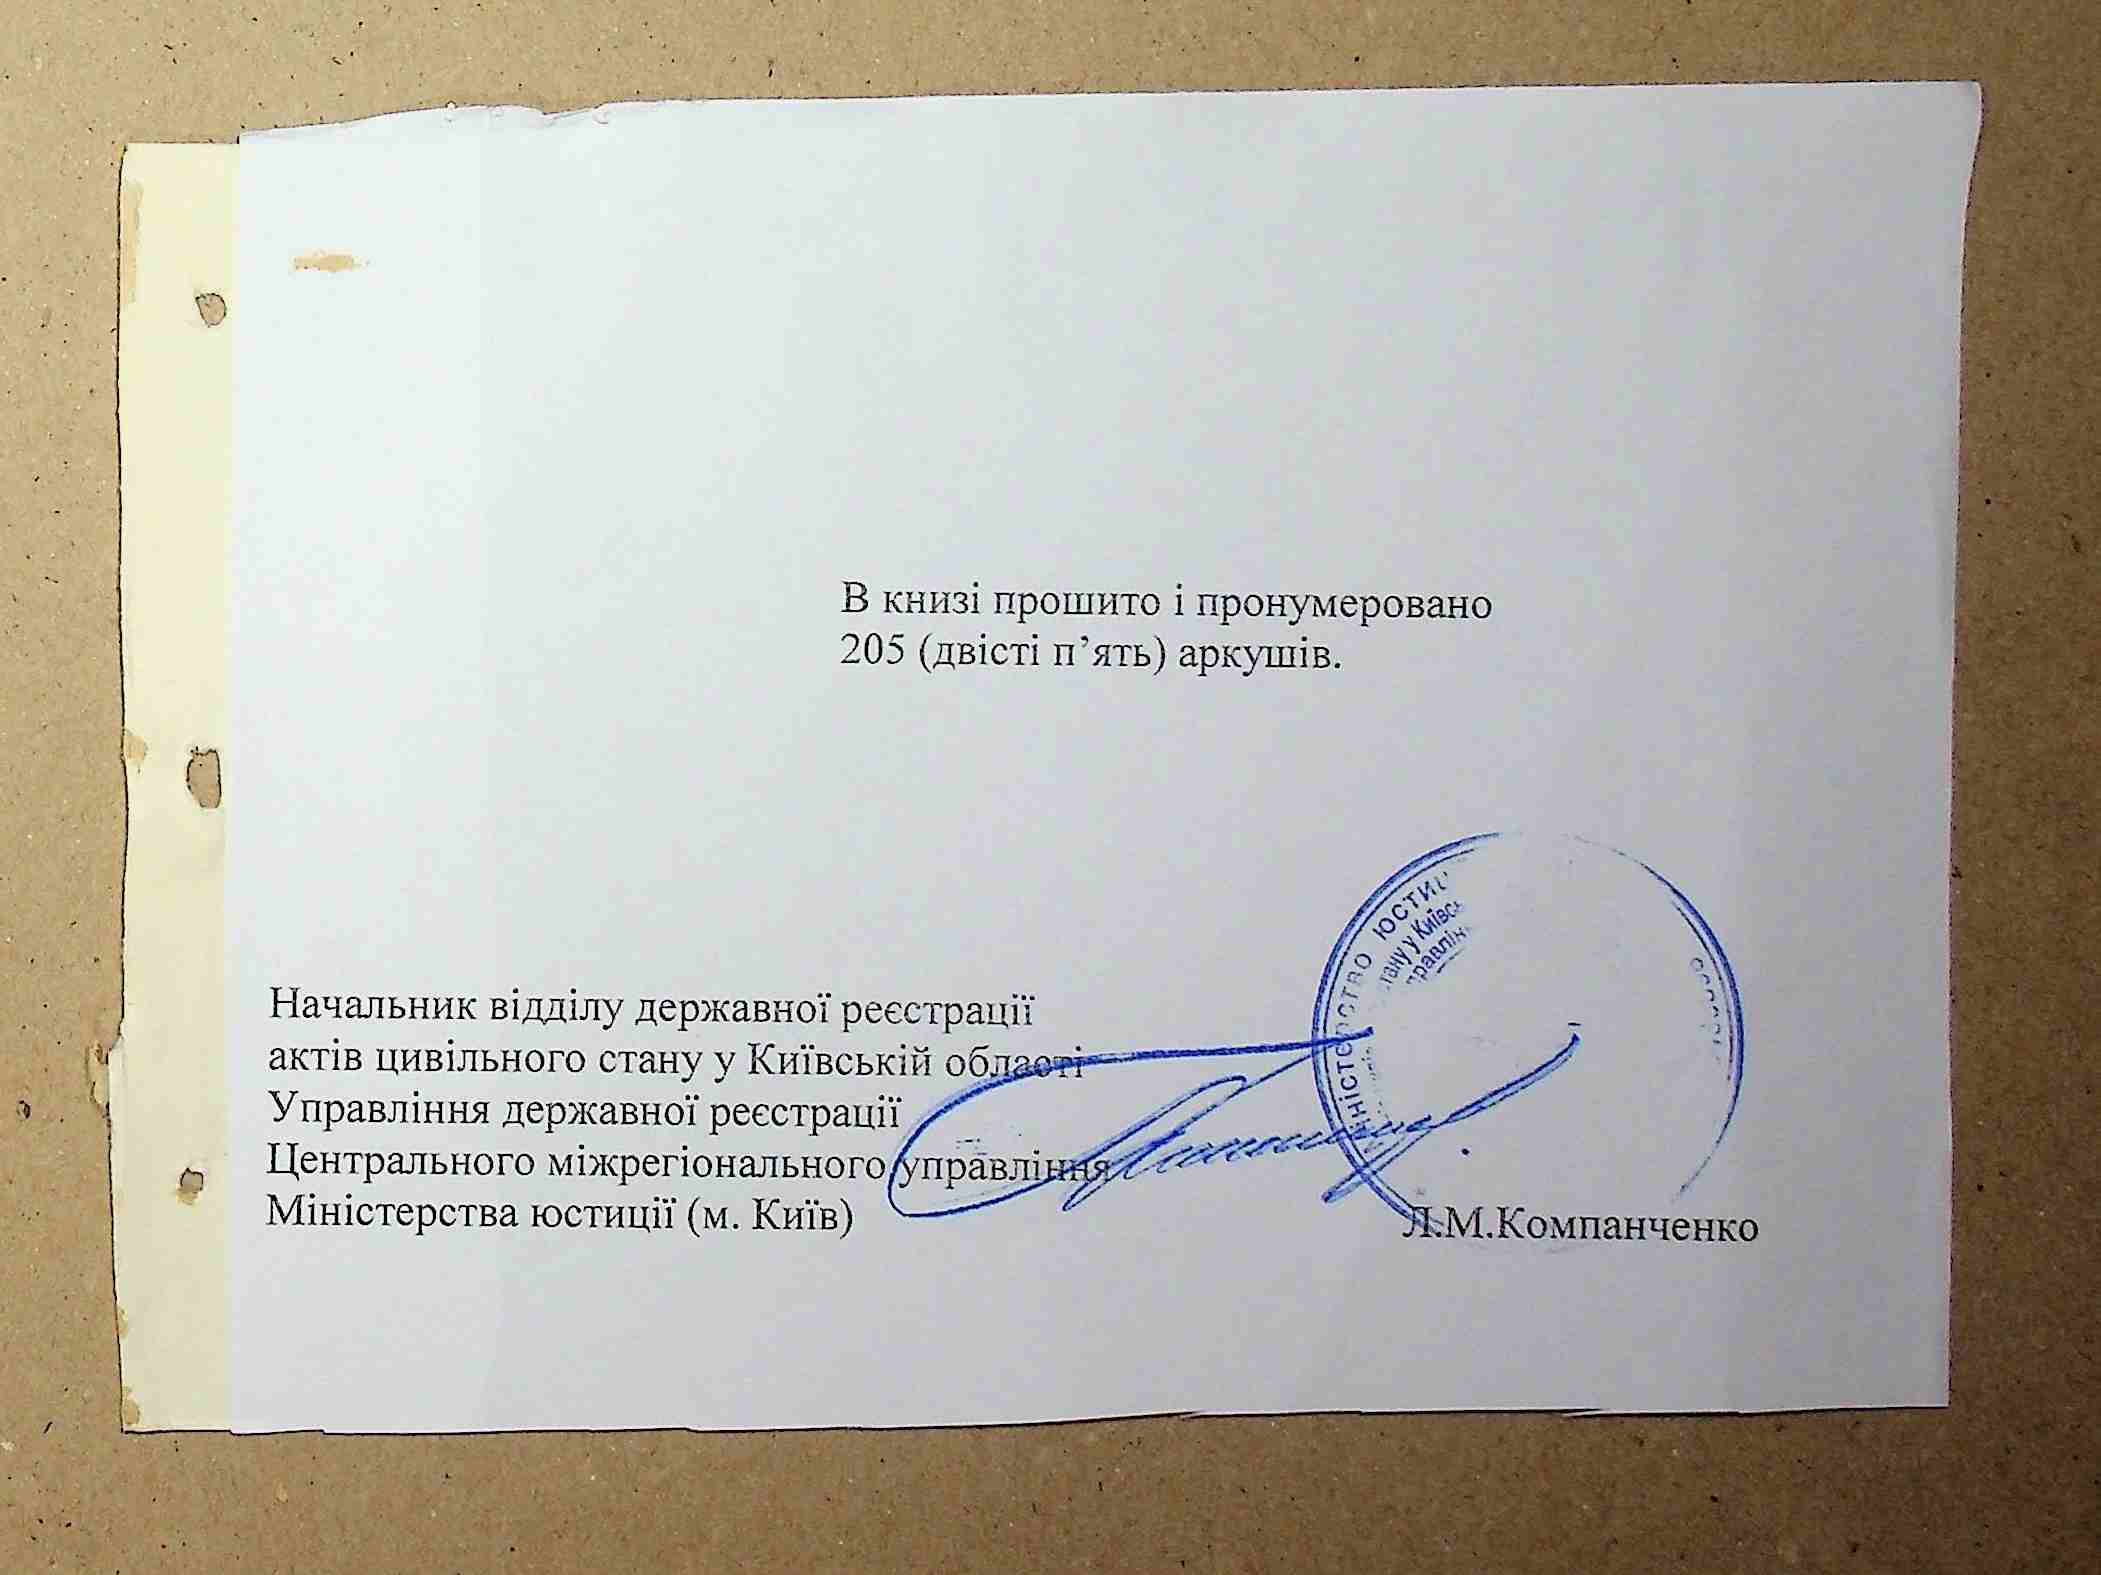 В книзі прошито і пронумеровано
205 (двісті п’ять) аркушів.
Начальник відділу державної реєстрації
актів цивільного стану у Київській області
Управління державної реєстрації
Центрального міжрегіонального управління
Міністерства юстиції (м. Київ)
Л.М.Компанченко